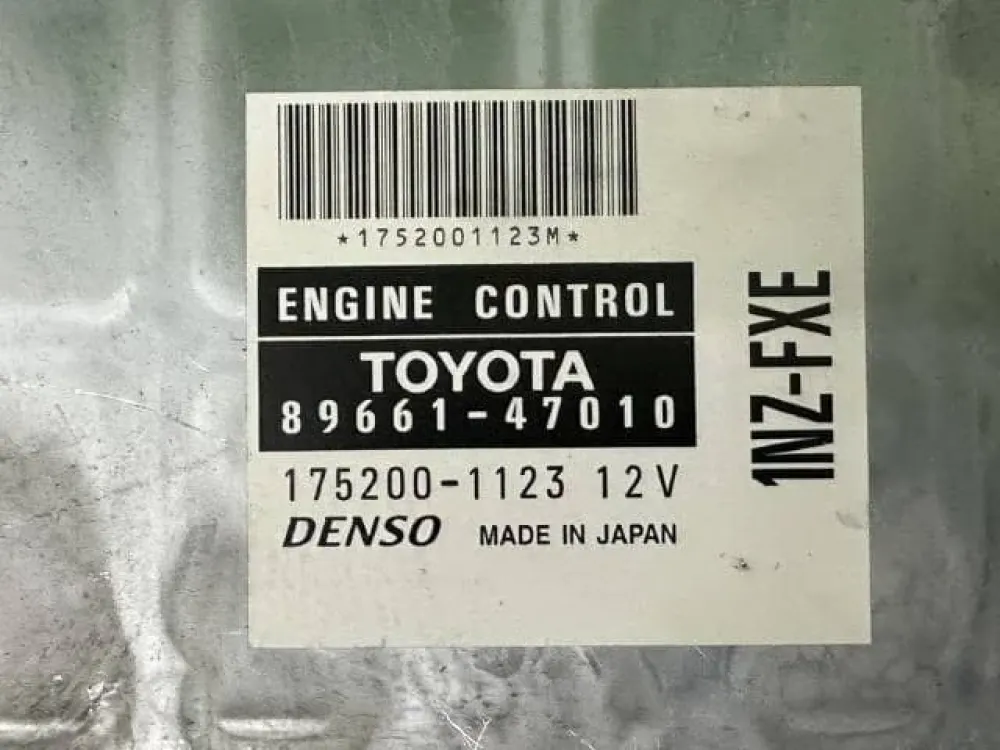 *1752001123M*
ENGINE CONTROL
TOYOTA
89661-47010
175200-1123 12V
DENSO MADE IN JAPAN
1NZ-FXE